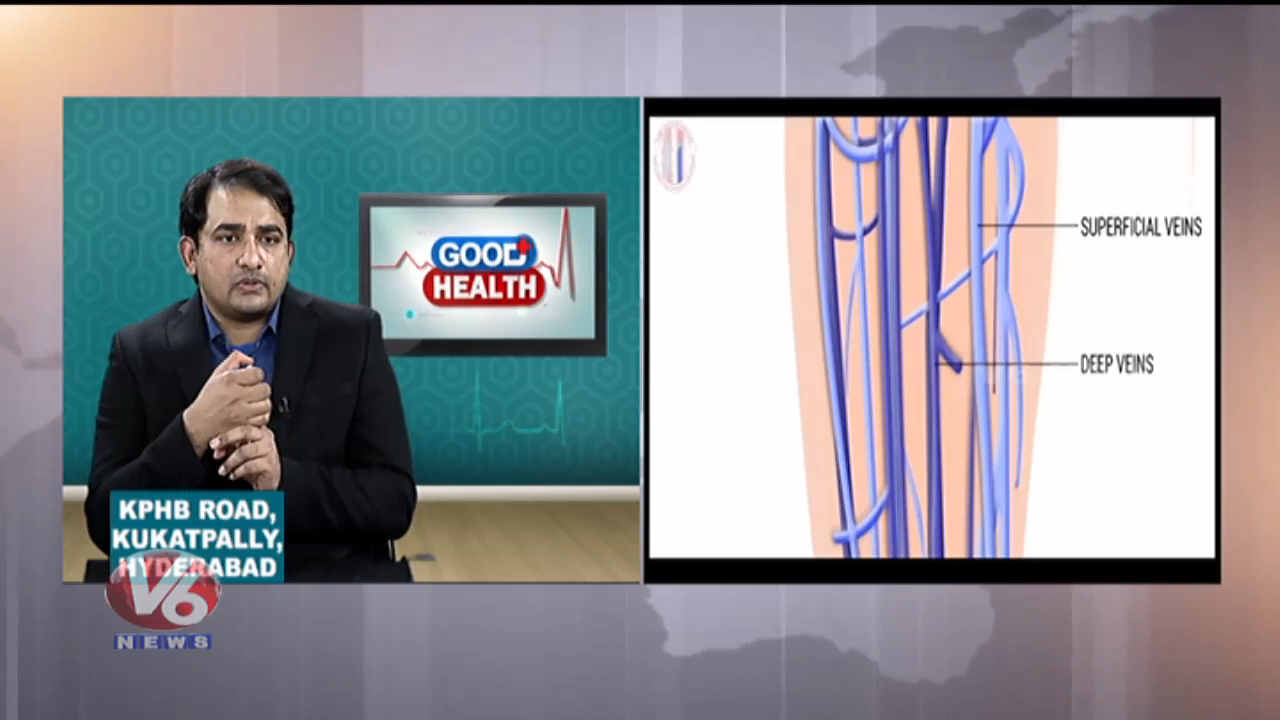 GOOD
HEALTH
SUPERFICIAL VEINS
DEEP VEINS
KPHB ROAD,
KUKATPALLY,
HYDERABAD
V6
NEWS